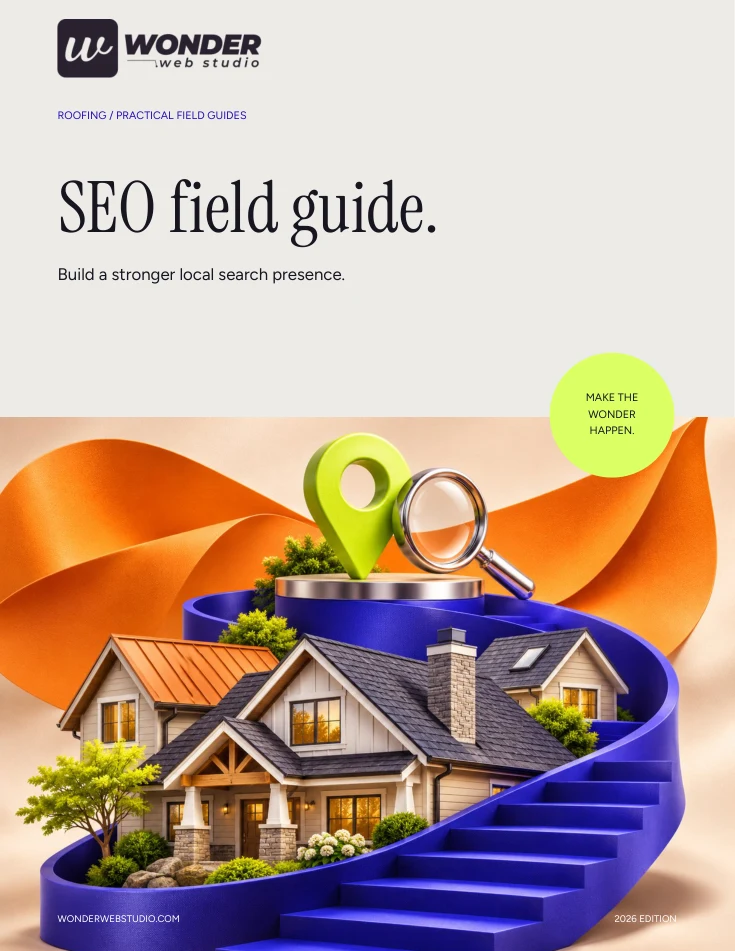 w WONDER
web studio
ROOFING / PRACTICAL FIELD GUIDES
SEO field guide.
Build a stronger local search presence.
MAKE THE
WONDER
HAPPEN.
WONDERWEBSTUDIO.COM
2026 EDITION